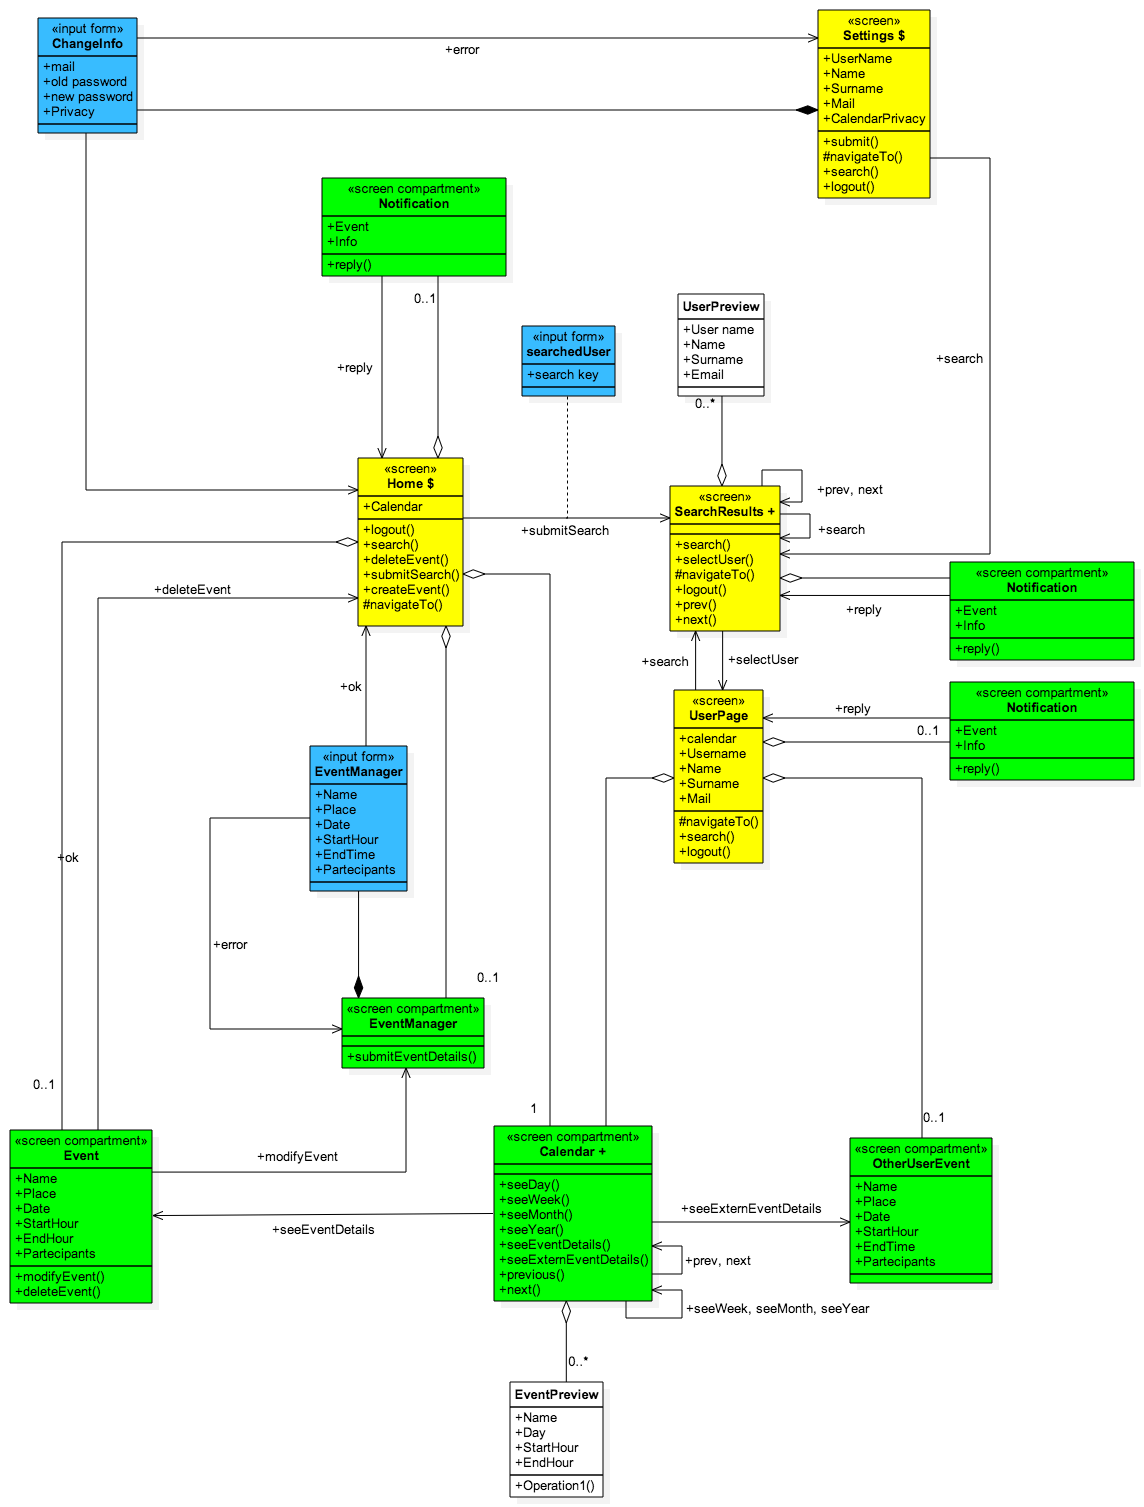 «input form»
ChangeInfo
+mail
+old password
+new password
+Privacy
+error
«screen»
Settings $
+UserName
+Name
+Surname
+Mail
+CalendarPrivacy
+submit()
#navigateTo()
+search()
+logout()
«screen compartment»
Notification
+Event
+Info
+reply()
0..1
+reply
«input form»
searchedUser
+search key
UserPreview
+User name
+Name
+Surname
+Email
0..*
+search
«screen»
Home $
+Calendar
+logout()
+search()
+deleteEvent()
+submitSearch()
+createEvent()
#navigateTo()
+submitSearch
«screen»
SearchResults +
+search()
+selectUser()
#navigateTo()
+logout()
+prev()
+next()
+prev, next
+search
«screen compartment»
Notification
+Event
+Info
+reply()
+reply
+deleteEvent
+search
+selectUser
+ok
«screen»
UserPage
+calendar
+Username
+Name
+Surname
+Mail
#navigateTo()
+search()
+logout()
+reply
0..1
«screen compartment»
Notification
+Event
+Info
+reply()
«input form»
EventManager
+Name
+Place
+Date
+StartHour
+EndTime
+Partecipants
+ok
+error
0..1
«screen compartment»
EventManager
+submitEventDetails()
0..1
1
0..1
«screen compartment»
Event
+Name
+Place
+Date
+StartHour
+EndHour
+Partecipants
+modifyEvent()
+deleteEvent()
+modifyEvent
+seeEventDetails
«screen compartment»
Calendar +
+seeDay()
+seeWeek()
+seeMonth()
+seeYear()
+seeEventDetails()
+seeExternEventDetails()
+previous()
+next()
+seeExternEventDetails
+prev, next
+seeWeek, seeMonth, seeYear
«screen compartment»
OtherUserEvent
+Name
+Place
+Date
+StartHour
+EndTime
+Partecipants
0..*
EventPreview
+Name
+Day
+StartHour
+EndHour
+Operation1()